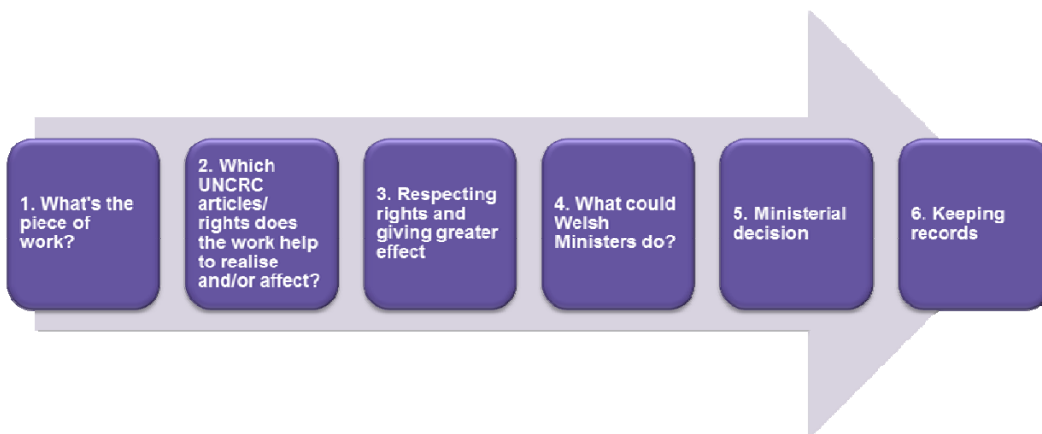 1. What's the
piece of
work?
2. Which
UNCRC
articles/
rights does
the work help
to realise
and/or affect?
3. Respecting
rights and
giving greater
effect
4. What could
Welsh
Ministers do?
5. Ministerial
decision
6. Keeping
records